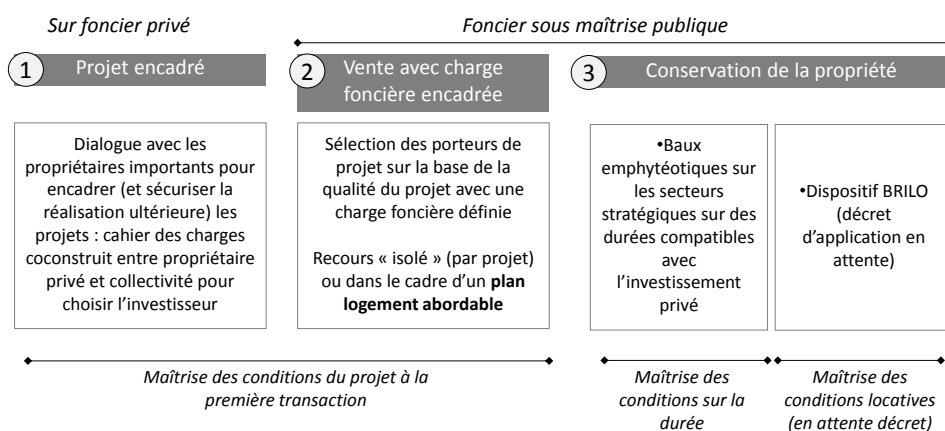 Sur foncier privé
Foncier sous maîtrise publique
1
Projet encadré
2
Vente avec charge
foncière encadrée
3
Conservation de la propriété
Dialogue avec les
propriétaires importants pour
encadrer (et sécuriser la
réalisation ultérieure) les
projets : cahier des charges
coconstruit entre propriétaire
privé et collectivité pour
choisir l’investisseur
Sélection des porteurs de
projet sur la base de la
qualité du projet avec une
charge foncière définie
Recours « isolé » (par projet)
ou dans le cadre d’un plan
logement abordable
•Baux
emphytéotiques sur
les secteurs
stratégiques sur des
durées compatibles
avec
l’investissement
privé
•Dispositif BRILO
(décret
d’application en
attente)
Maîtrise des conditions du projet à la
première transaction
Maîtrise des
conditions sur la
durée
Maîtrise des
conditions locatives
(en attente décret)